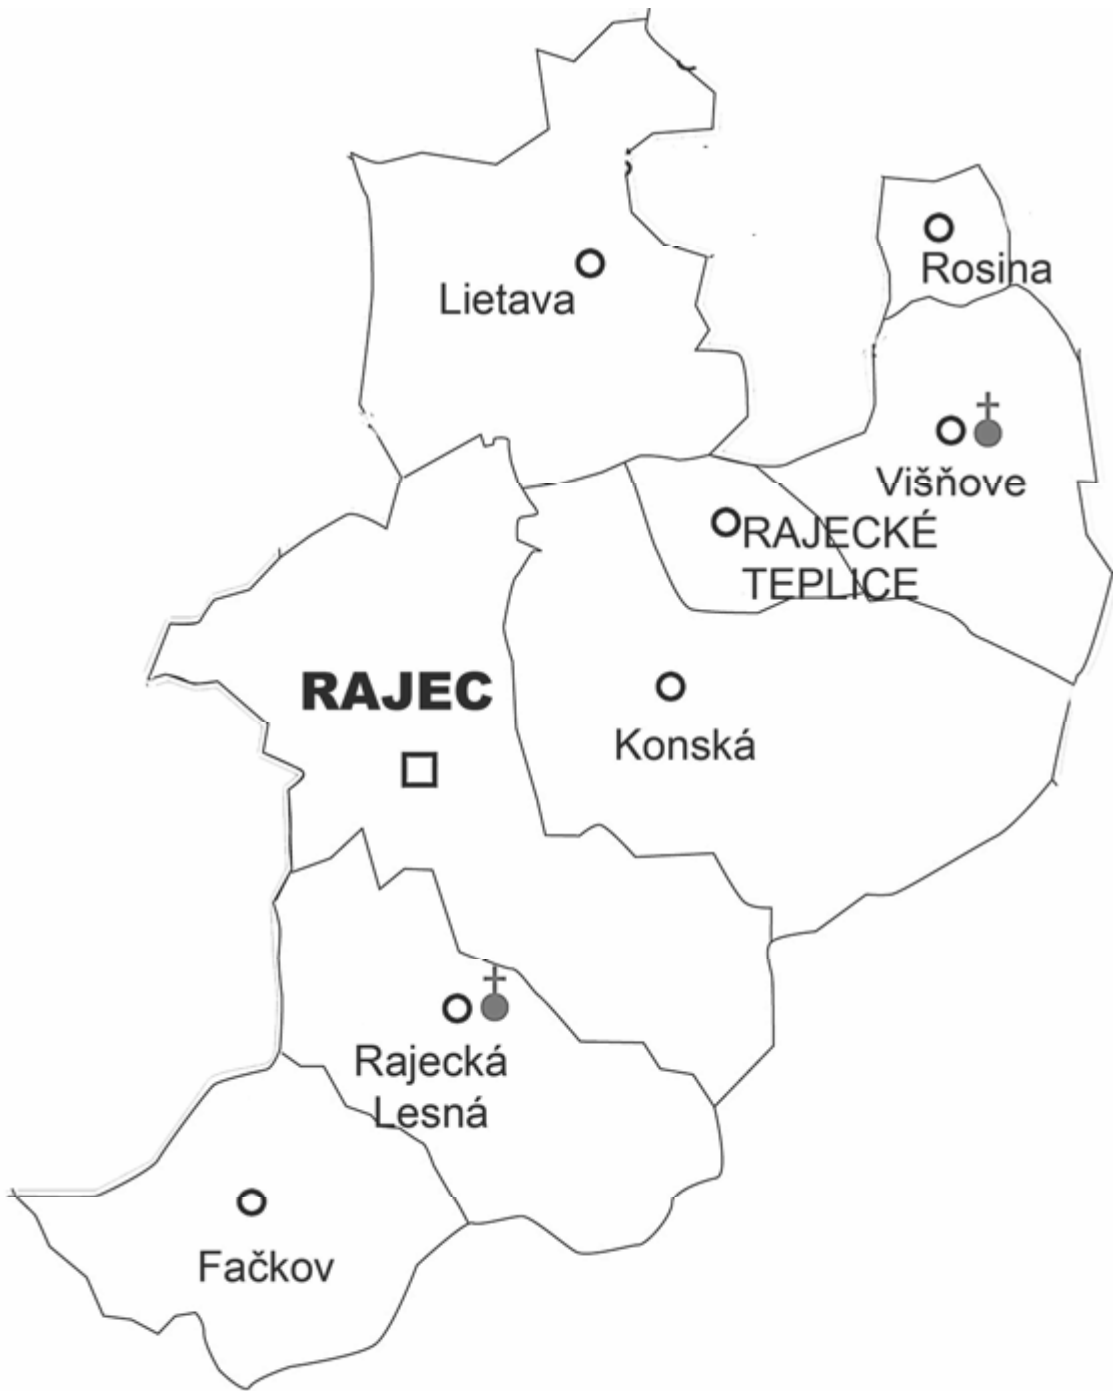 Rosina
Lietava
Višňove
RAJECKÉ
TEPLICE
RAJEC
Konská
Rajecká
Lesná
Fačkov